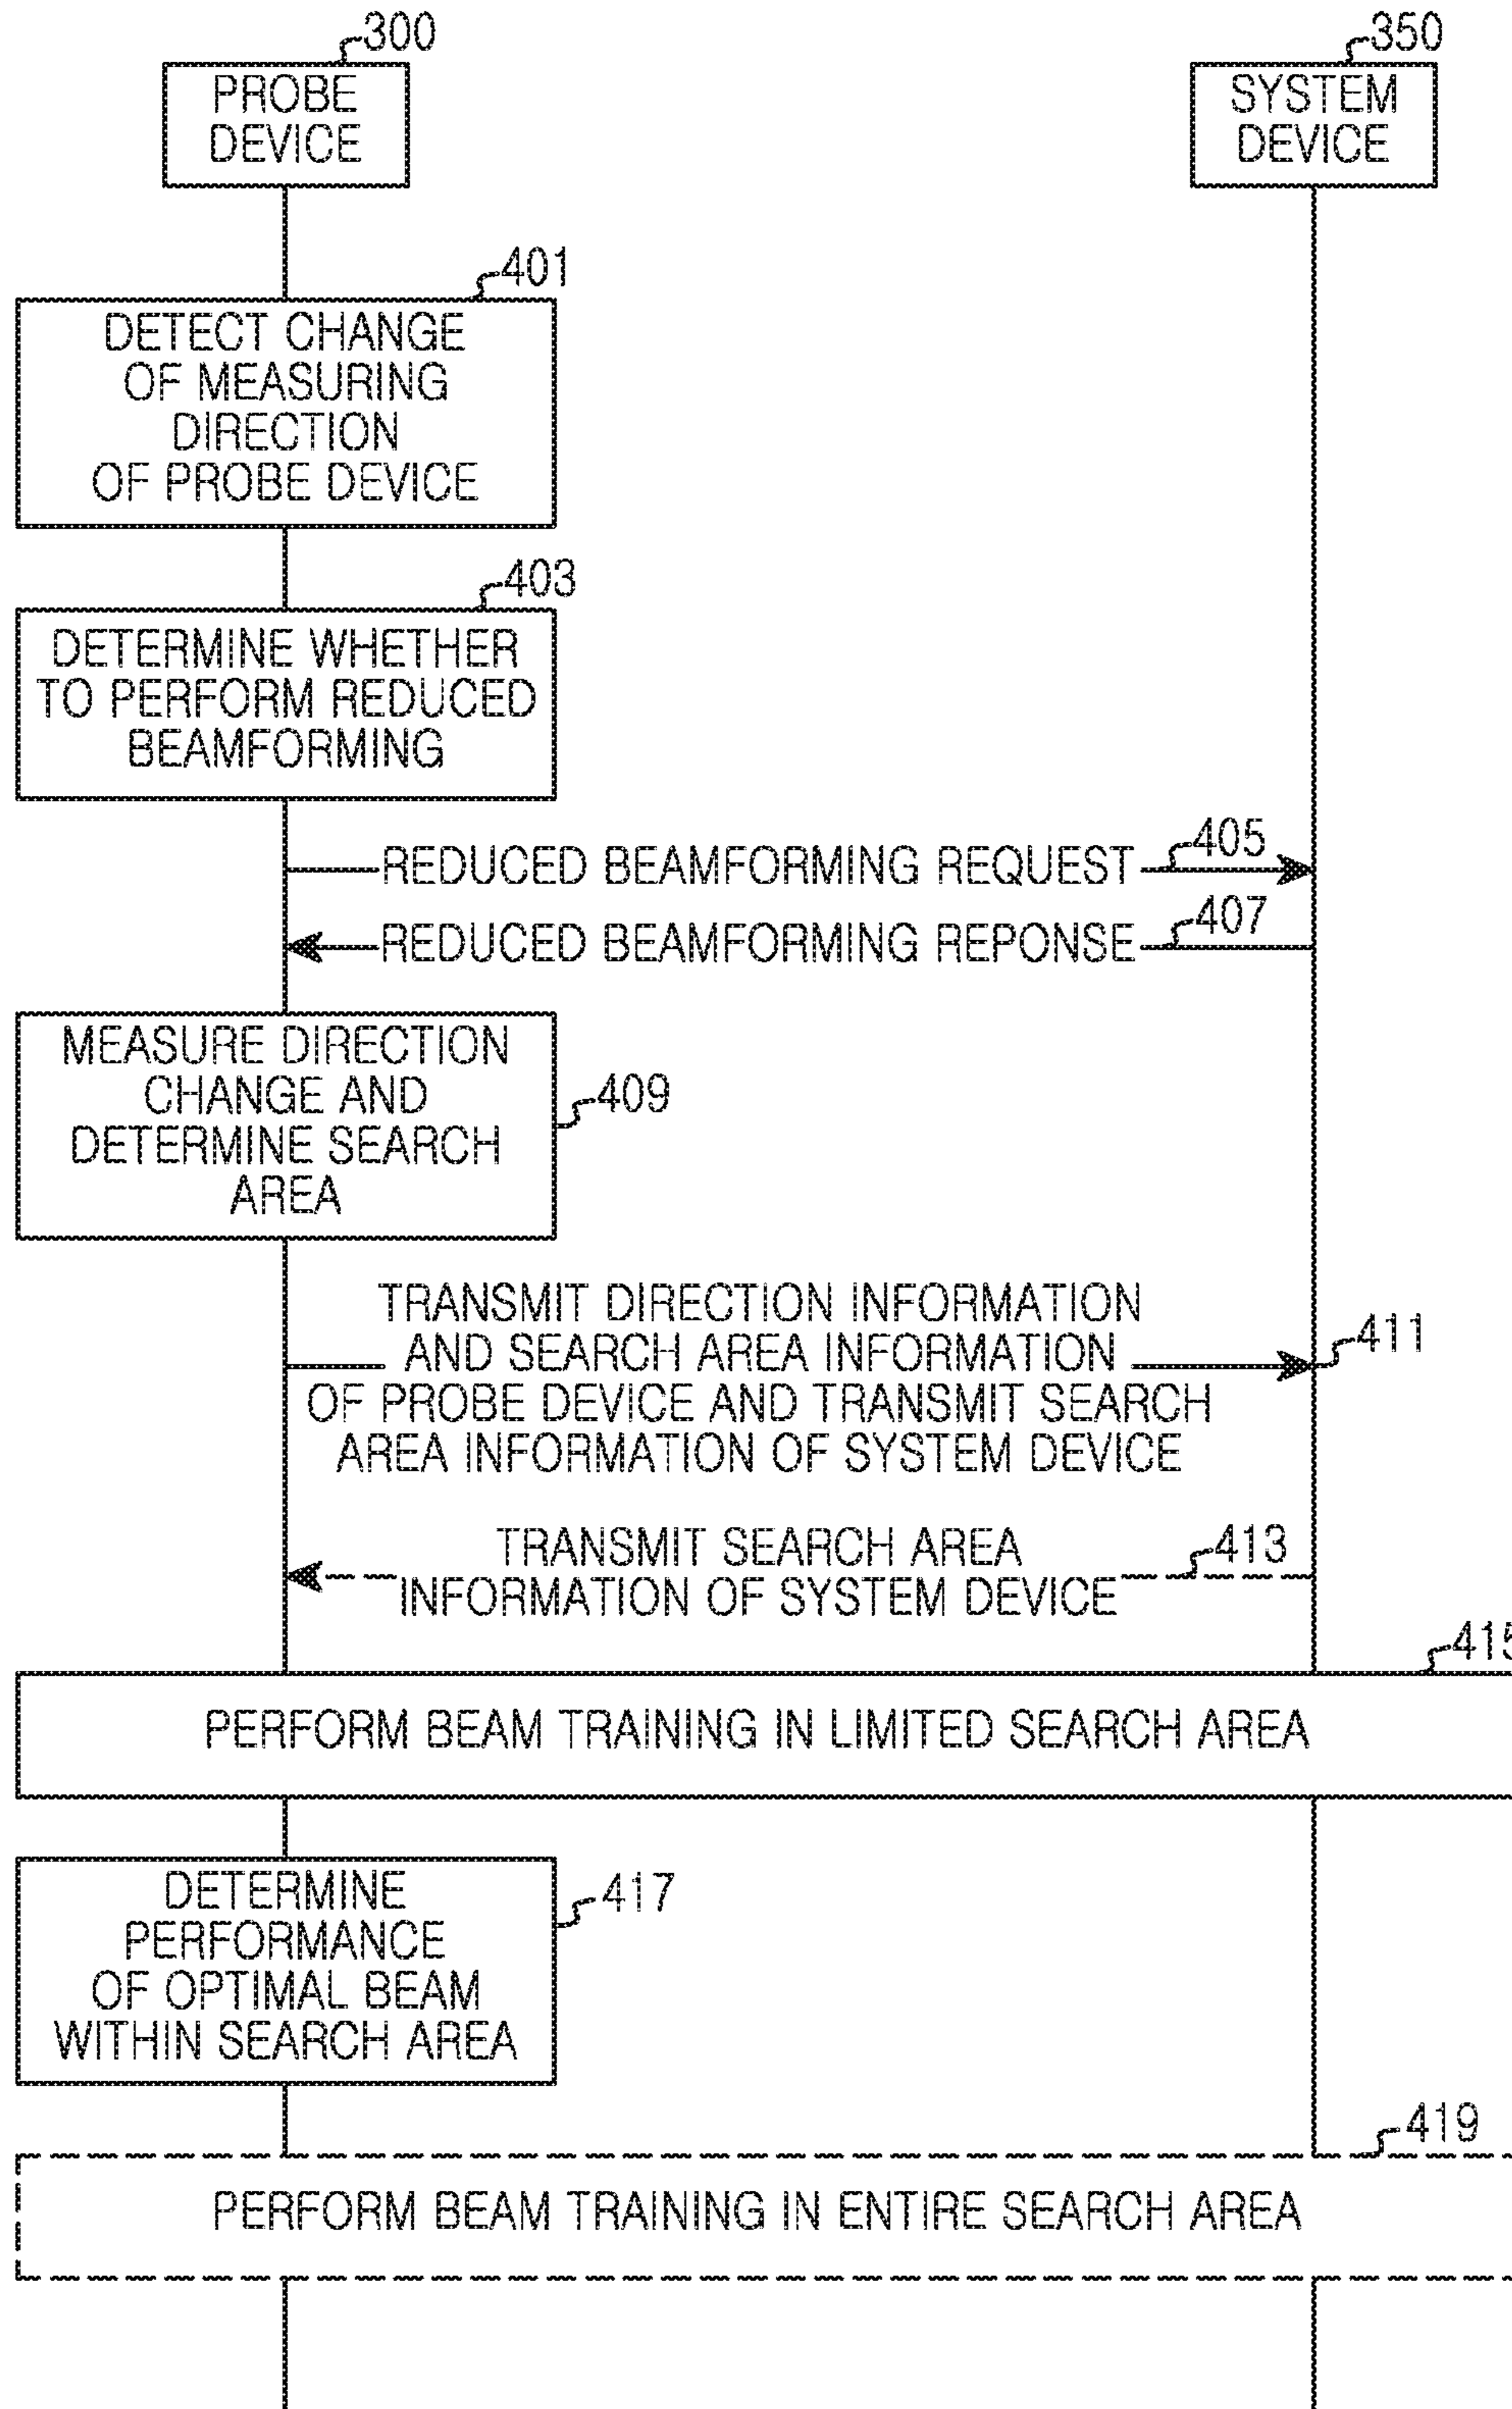 300
PROBE
DEVICE
350
SYSTEM
DEVICE
401
DETECT CHANGE
OF MEASURING
DIRECTION
OF PROBE DEVICE
403
DETERMINE WHETHER
TO PERFORM REDUCED
BEAMFORMING
REDUCED BEAMFORMING REQUEST
405
REDUCED BEAMFORMING REPONSE
407
MEASURE DIRECTION
CHANGE AND
DETERMINE SEARCH
AREA
409
TRANSMIT DIRECTION INFORMATION
AND SEARCH AREA INFORMATION
OF PROBE DEVICE AND TRANSMIT SEARCH
AREA INFORMATION OF SYSTEM DEVICE
411
TRANSMIT SEARCH AREA
INFORMATION OF SYSTEM DEVICE
413
415
PERFORM BEAM TRAINING IN LIMITED SEARCH AREA
DETERMINE
PERFORMANCE
OF OPTIMAL BEAM
WITHIN SEARCH AREA
417
419
PERFORM BEAM TRAINING IN ENTIRE SEARCH AREA